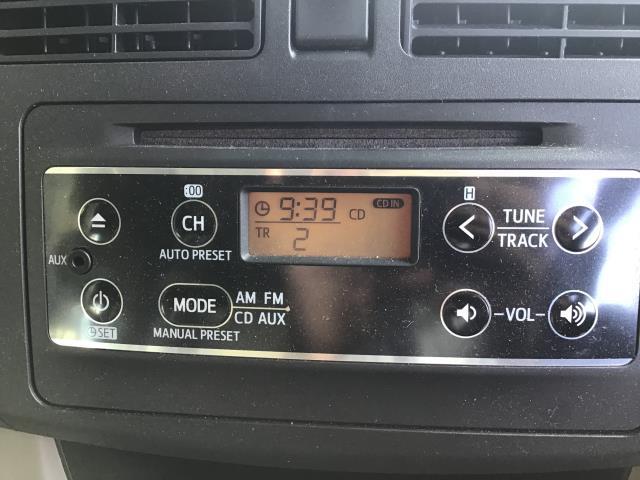 :00
H
CH
9:39 CD CD IN
TUNE
TRACK
AUTO PRESET
TR 2
AUX
MODE
AM FM
CD AUX
VOL
SET
MANUAL PRESET